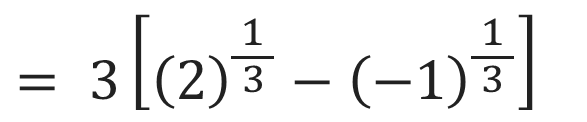 = 3 [(2)^{1/3} − (−1)^{1/3}]